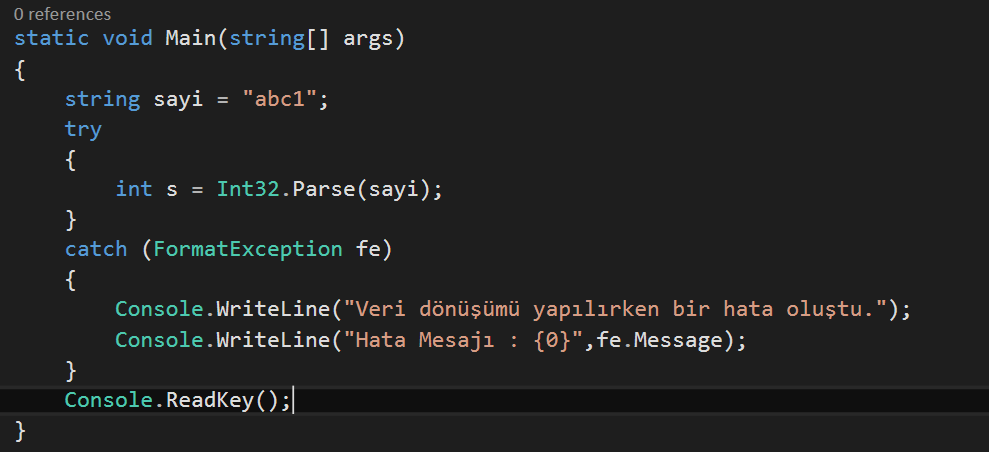 0 references
static void Main(string[] args)
{
    string sayi = "abc1";
    try
    {
        int s = Int32.Parse(sayi);
    }
    catch (FormatException fe)
    {
        Console.WriteLine("Veri dönüşümü yapılırken bir hata oluştu.");
        Console.WriteLine("Hata Mesajı : {0}",fe.Message);
    }
    Console.ReadKey();
}